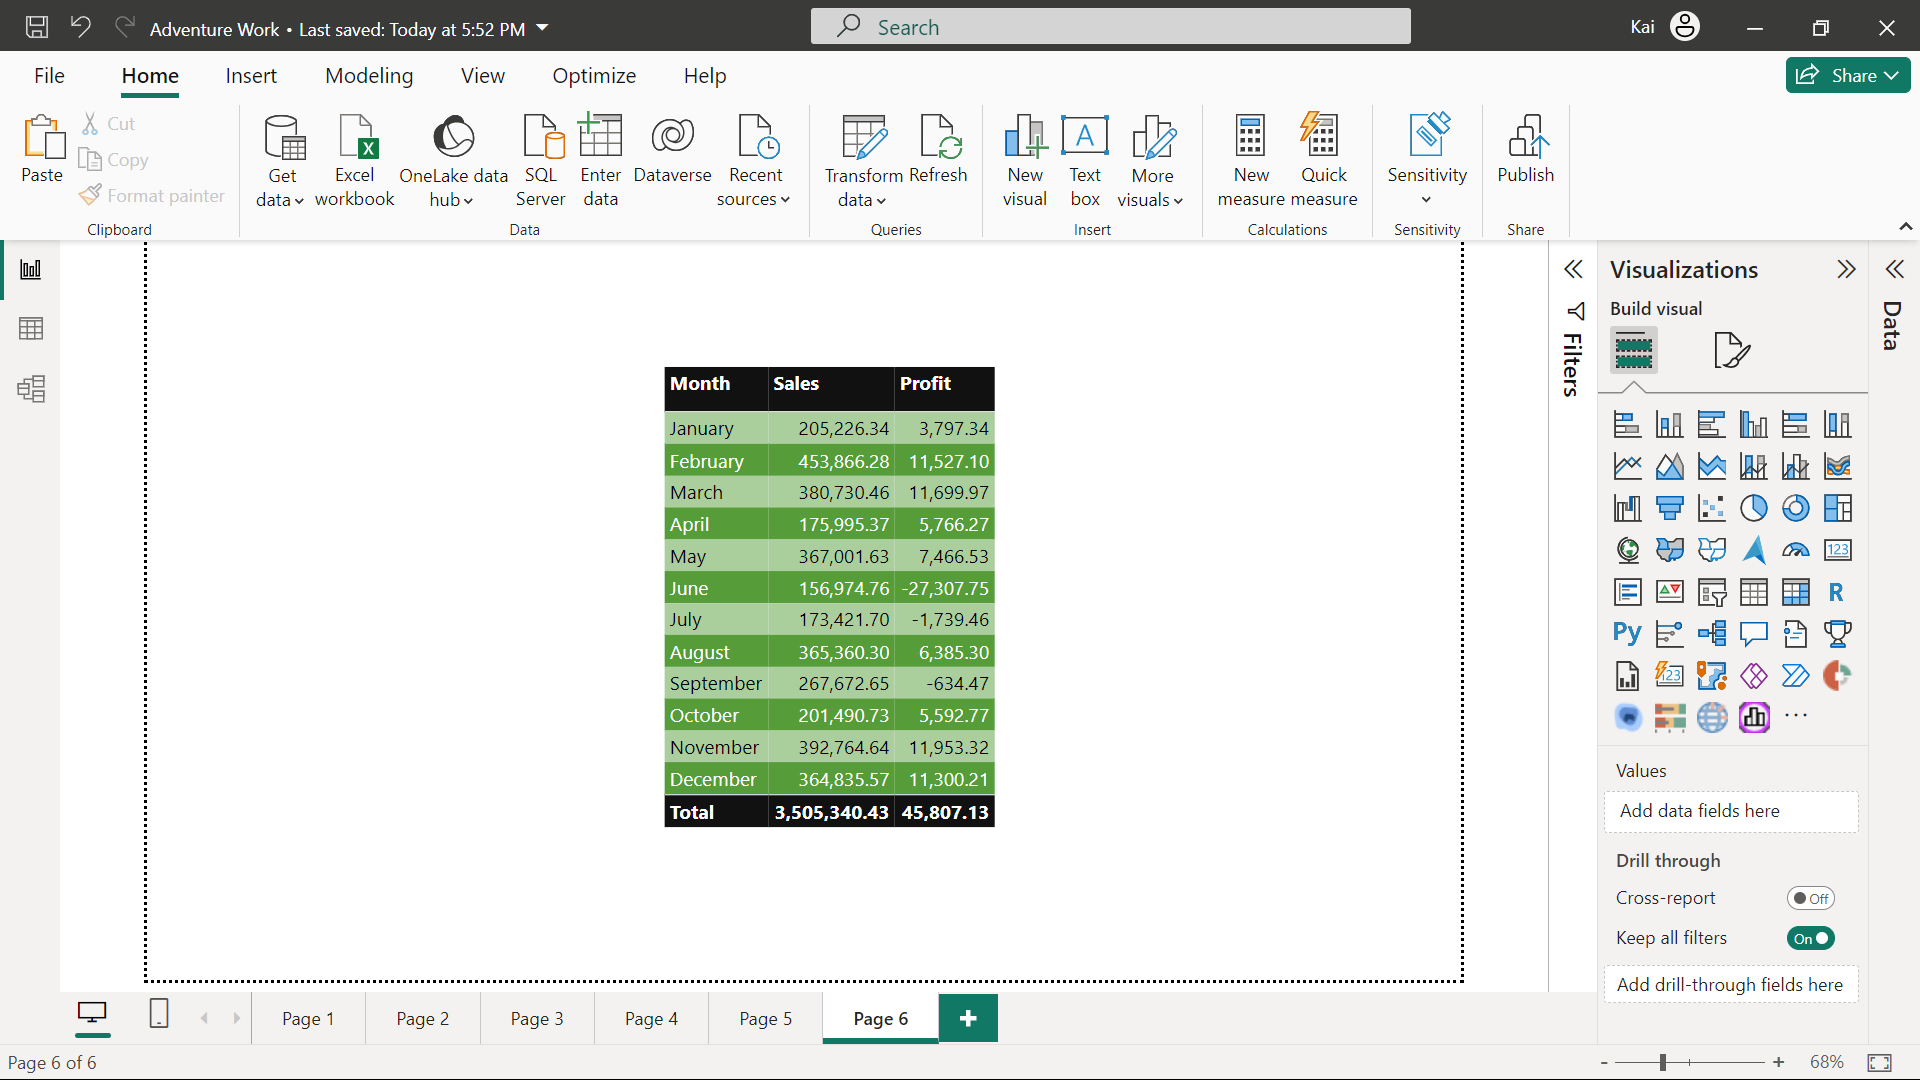 Adventure Work • Last saved: Today at 5:52 PM
Search
Kai
File Home Insert Modeling View Optimize Help
Share
Paste
Cut
Copy
Format painter
Clipboard
Get data
Excel workbook
OneLake data hub
SQL Server
Enter data
Dataverse
Recent sources
Data
Transform data
Refresh
Queries
New visual
Text box
More visuals
Insert
New measure
Quick measure
Calculations
Sensitivity
Sensitivity
Publish
Share
Month Sales Profit
January 205,226.34 3,797.34
February 453,866.28 11,527.10
March 380,730.46 11,699.97
April 175,995.37 5,766.27
May 367,001.63 7,466.53
June 156,974.76 -27,307.75
July 173,421.70 -1,739.46
August 365,360.30 6,385.30
September 267,672.65 -634.47
October 201,490.73 5,592.77
November 392,764.64 11,953.32
December 364,835.57 11,300.21
Total 3,505,340.43 45,807.13
Filters
Visualizations
Build visual
123
R
Py
123
...
Values
Add data fields here
Drill through
Cross-report Off
Keep all filters On
Add drill-through fields here
Data
Page 1 Page 2 Page 3 Page 4 Page 5 Page 6 +
Page 6 of 6
- + 68%